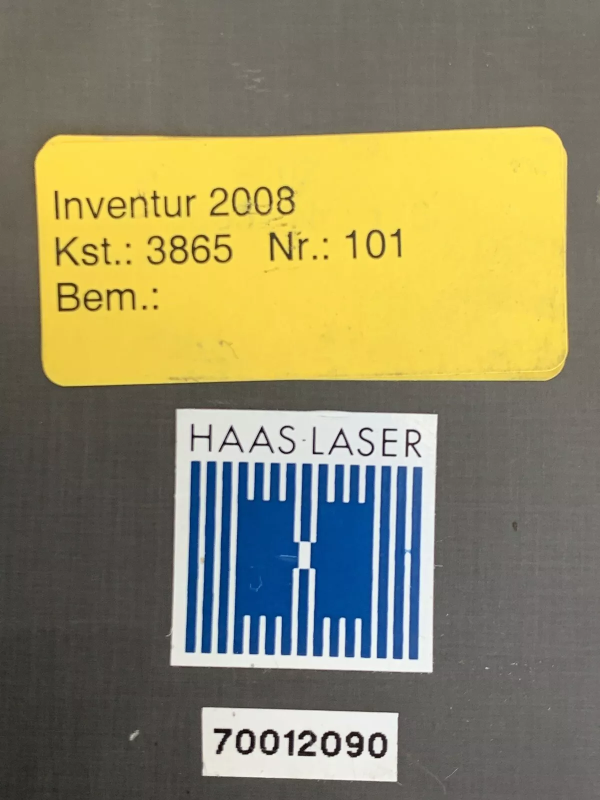 Inventur 2008
Kst.: 3865 Nr.: 101
Bem.:
HAAS·LASER
70012090